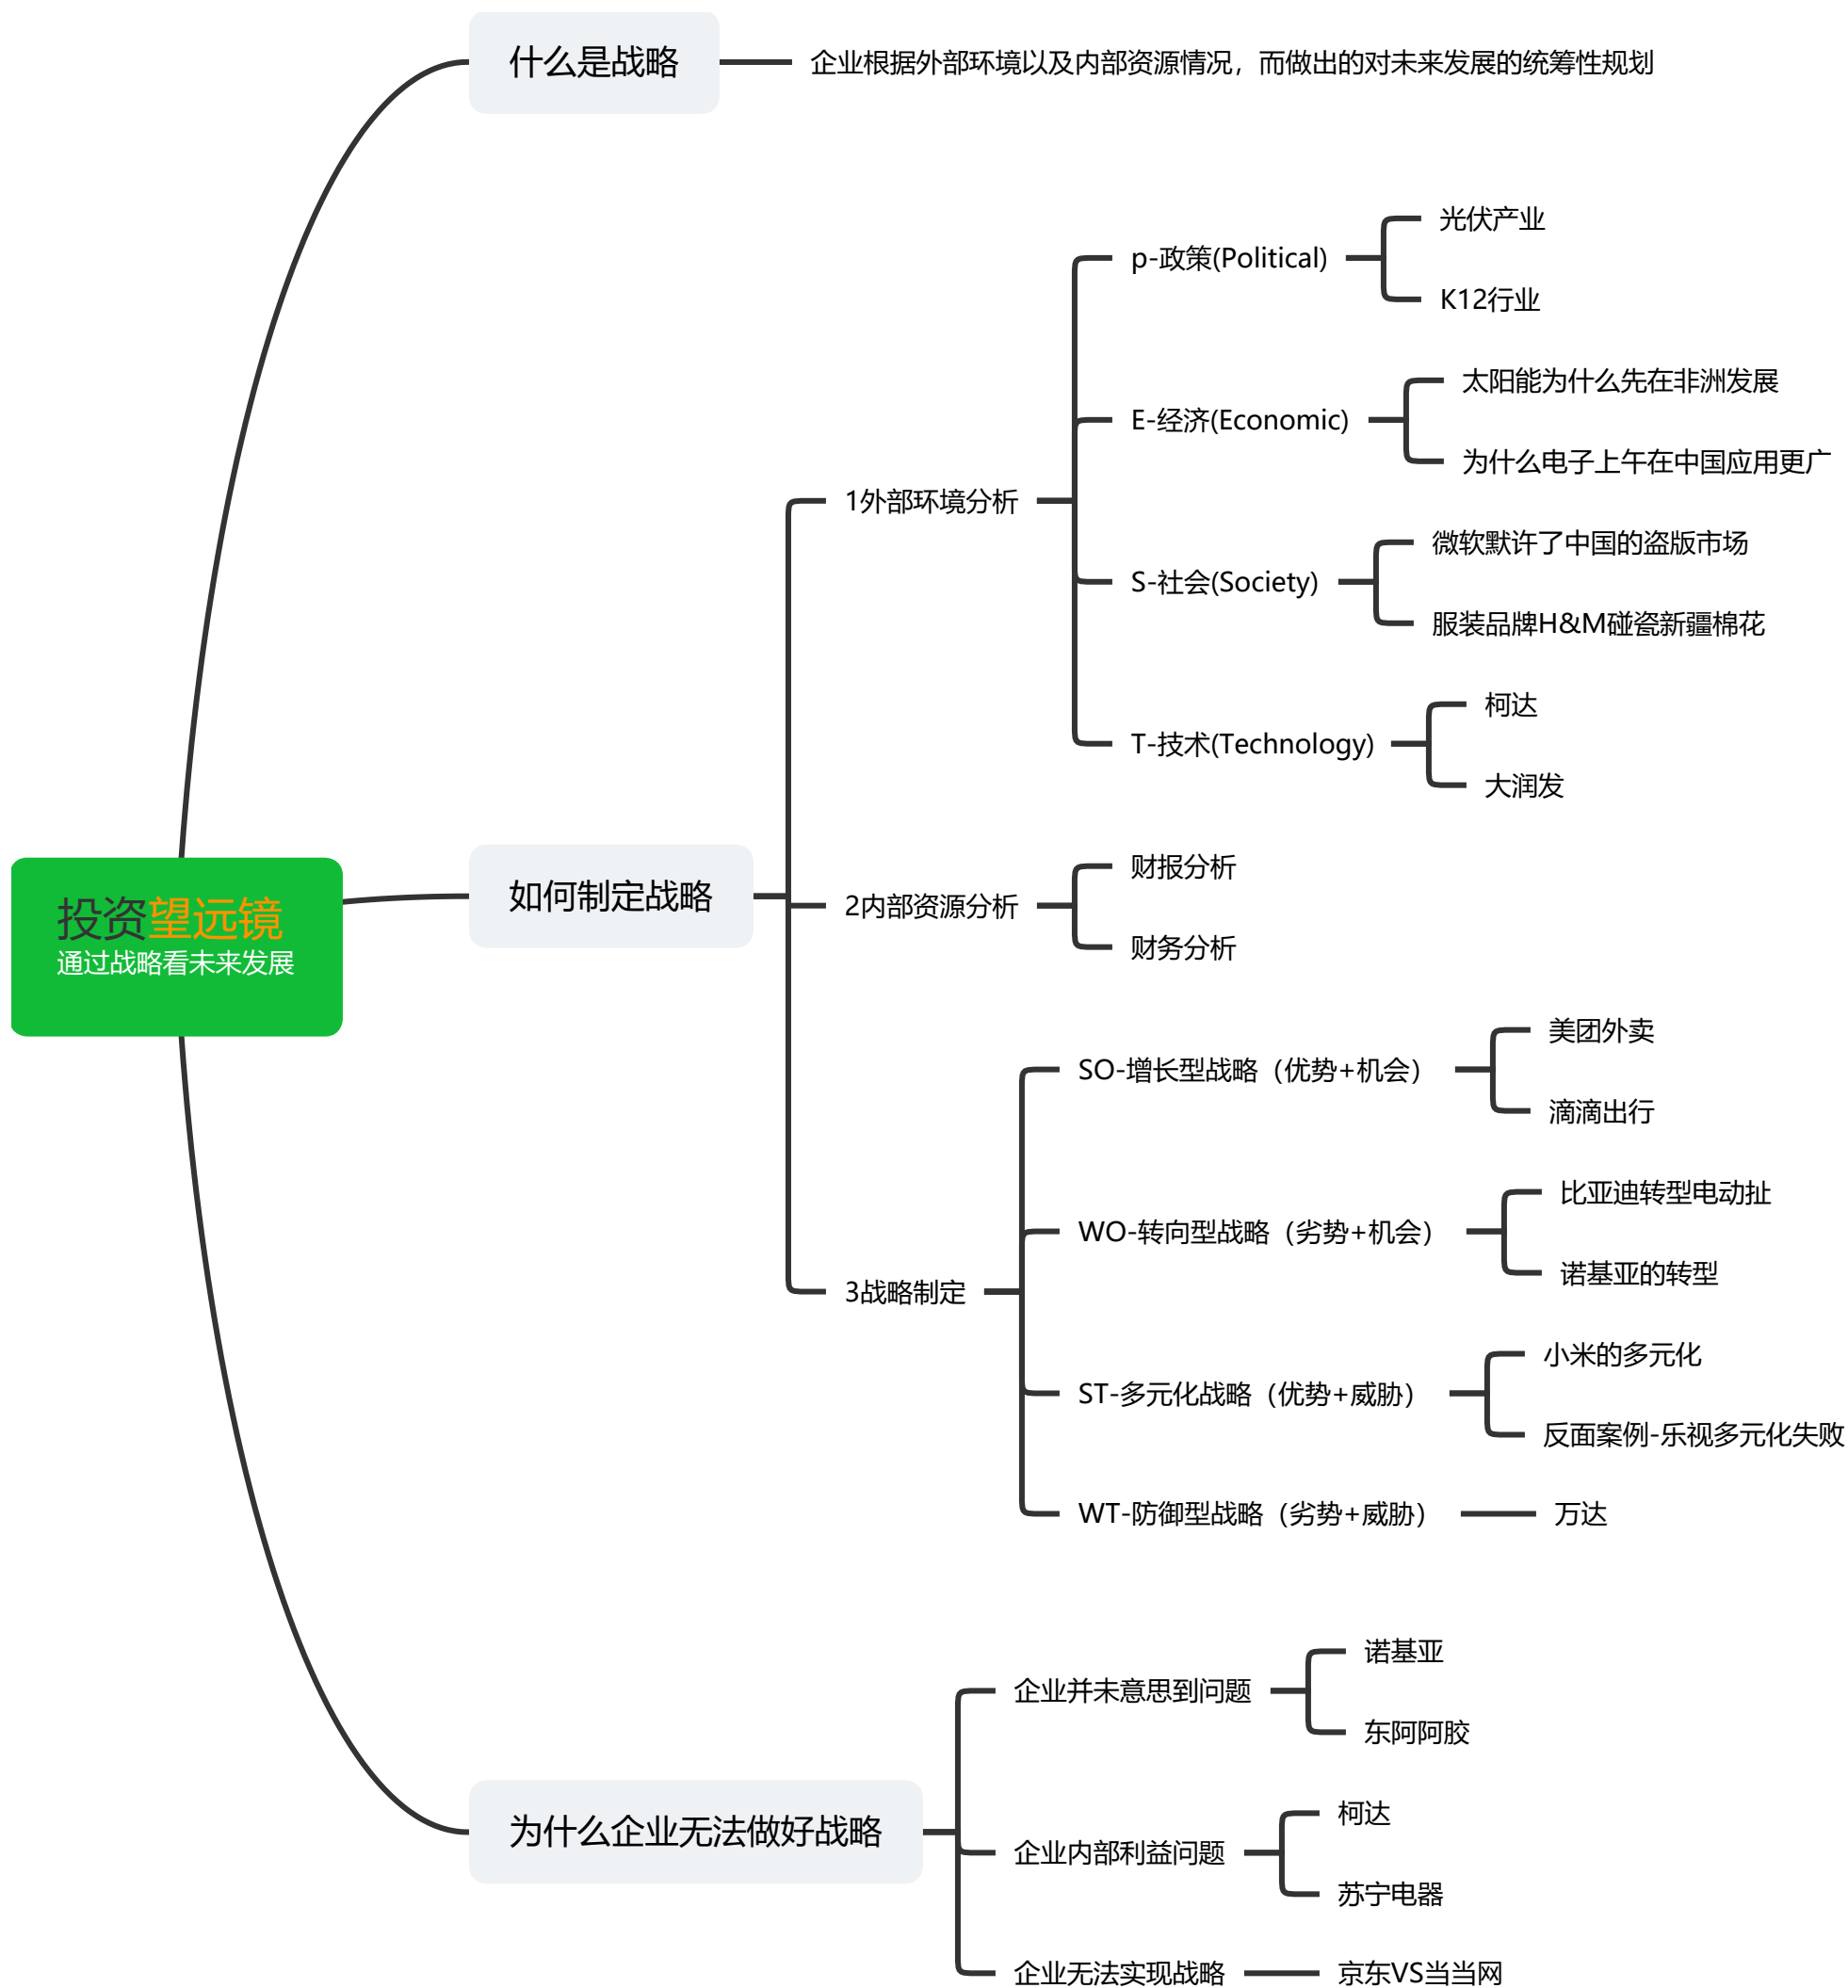 什么是战略
企业根据外部环境以及内部资源情况，而做出的对未来发展的统筹性规划
投资望远镜
通过战略看未来发展
如何制定战略
1外部环境分析
p-政策(Political)
光伏产业
K12行业
E-经济(Economic)
太阳能为什么先在非洲发展
为什么电子上午在中国应用更广
S-社会(Society)
微软默许了中国的盗版市场
服装品牌H&M碰瓷新疆棉花
T-技术(Technology)
柯达
大润发
2内部资源分析
财报分析
财务分析
3战略制定
SO-增长型战略（优势+机会）
美团外卖
滴滴出行
WO-转向型战略（劣势+机会）
比亚迪转型电动扯
诺基亚的转型
ST-多元化战略（优势+威胁）
小米的多元化
反面案例-乐视多元化失败
WT-防御型战略（劣势+威胁）
万达
为什么企业无法做好战略
企业并未意思到问题
诺基亚
东阿阿胶
企业内部利益问题
柯达
苏宁电器
企业无法实现战略
京东VS当当网